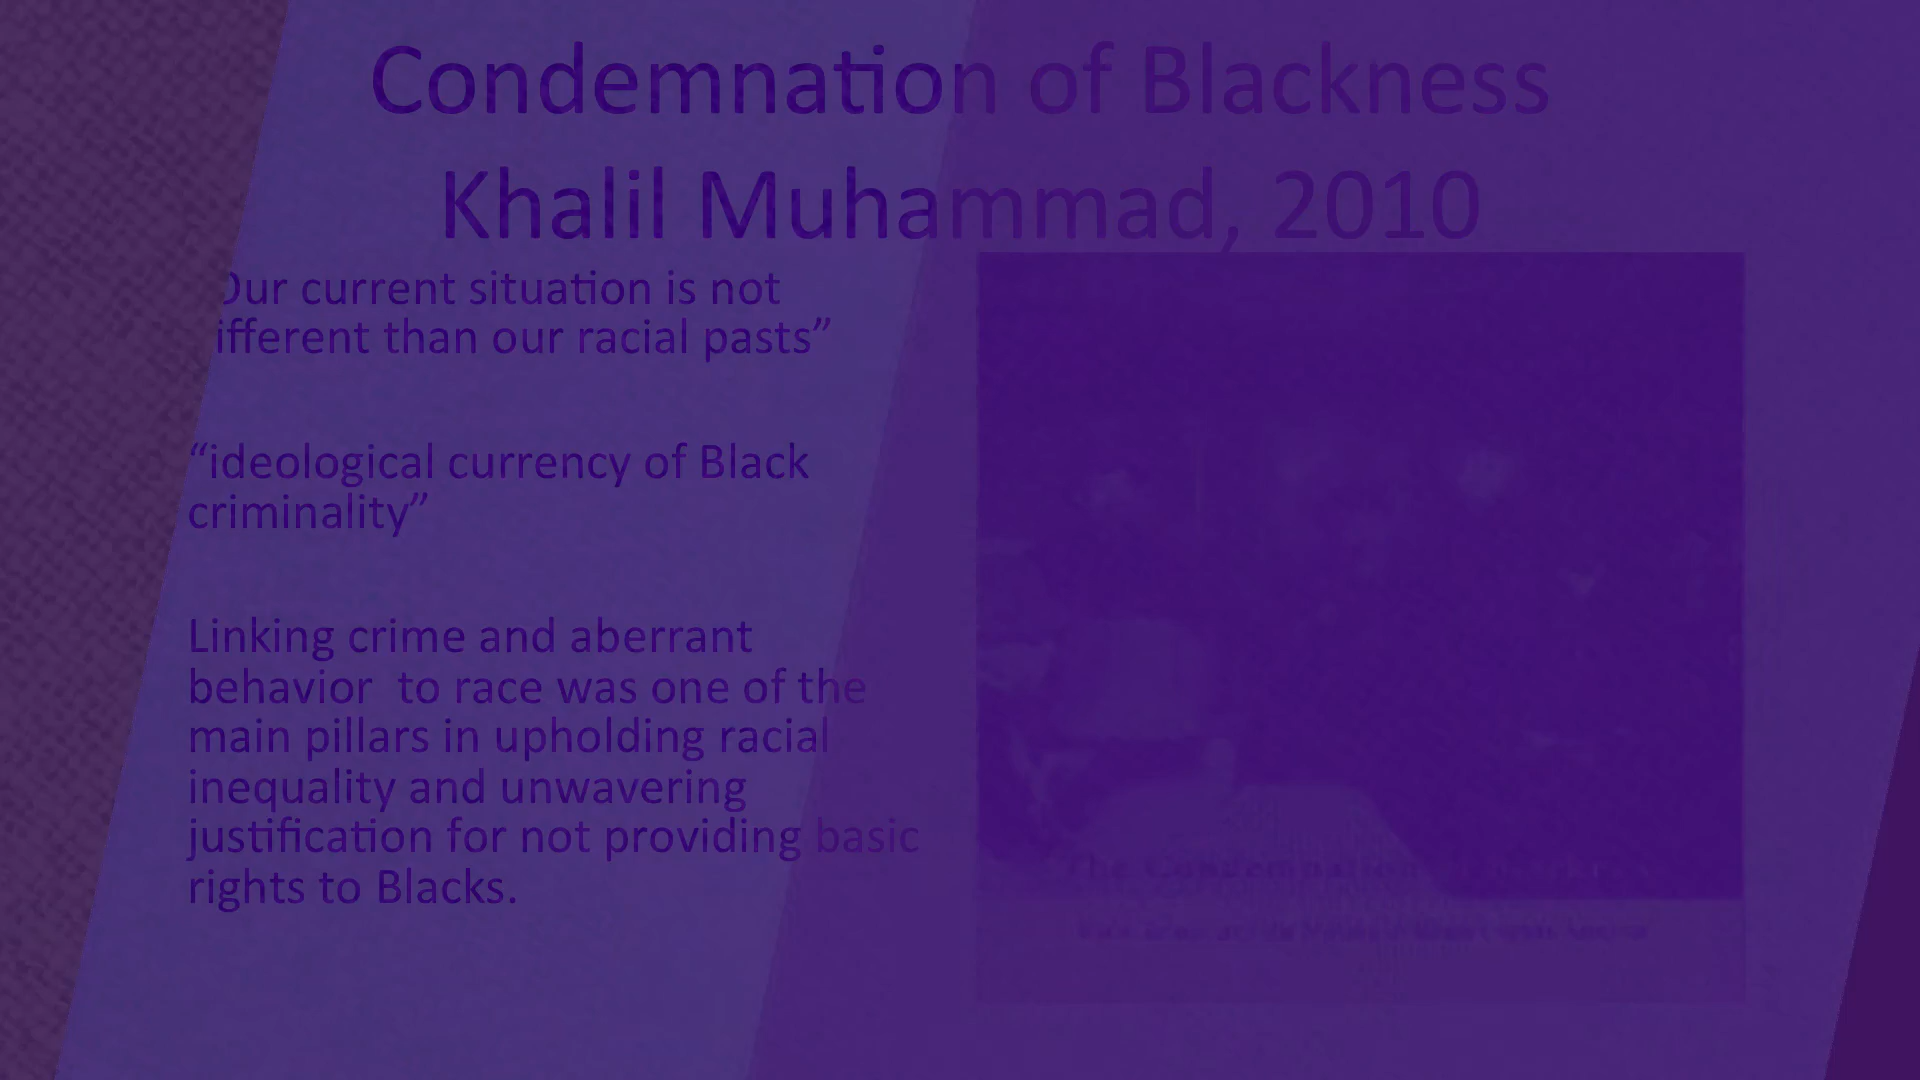 Condemnation of Blackness
Khalil Muhammad, 2010
Our current situation is not
ifferent than our racial pasts”
“ideological currency of Black
criminality”
Linking crime and aberrant
behavior to race was one of the
main pillars in upholding racial
inequality and unwavering
justification for not providing basic
rights to Blacks.
The Condemnation